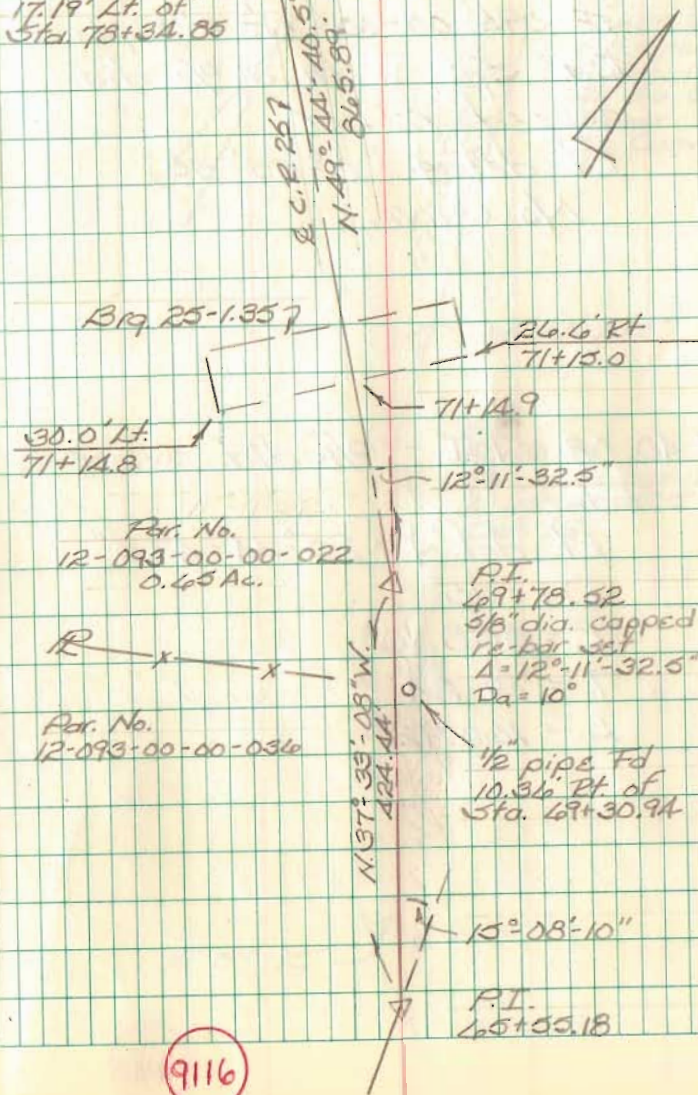 17.19' Lt. of
Sta. 78+34.85
℄ C.R. 257
N. 49°-44'-40.5
865.89'
Brg. 25-1.357
26.6' Rt
71+15.0
71+14.9
30.0' Lt.
71+14.8
12°-11'-32.5"
Par. No.
12-093-00-00-022
0.65 Ac.
P.I.
69+78.52
5/8" dia. capped
re-bar set
Δ = 12°-11'-32.5"
Da = 10°
N. 37°-33'-08" W.
424.44'
Par. No.
12-093-00-00-036
1/2" pipe Fd
10.36' Rt. of
Sta. 69+30.94
15°-08'-10"
P.I.
65+55.18
9116